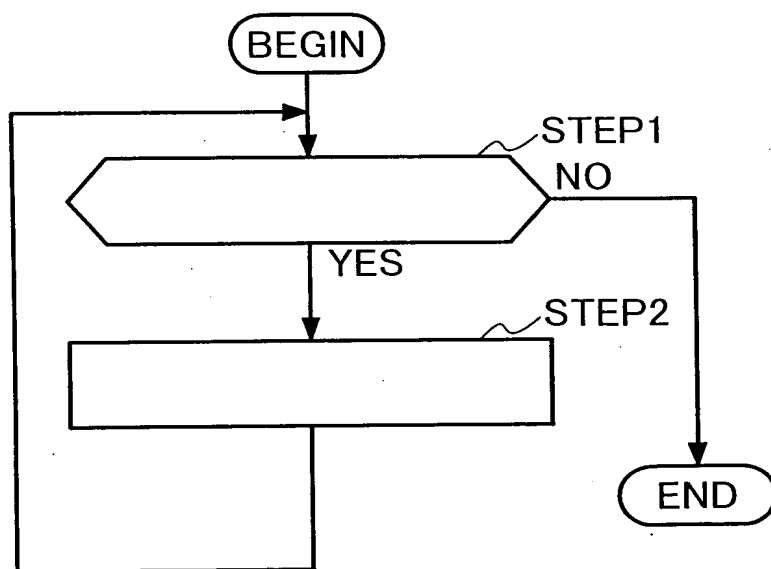 BEGIN
STEP1
NO
YES
STEP2
END